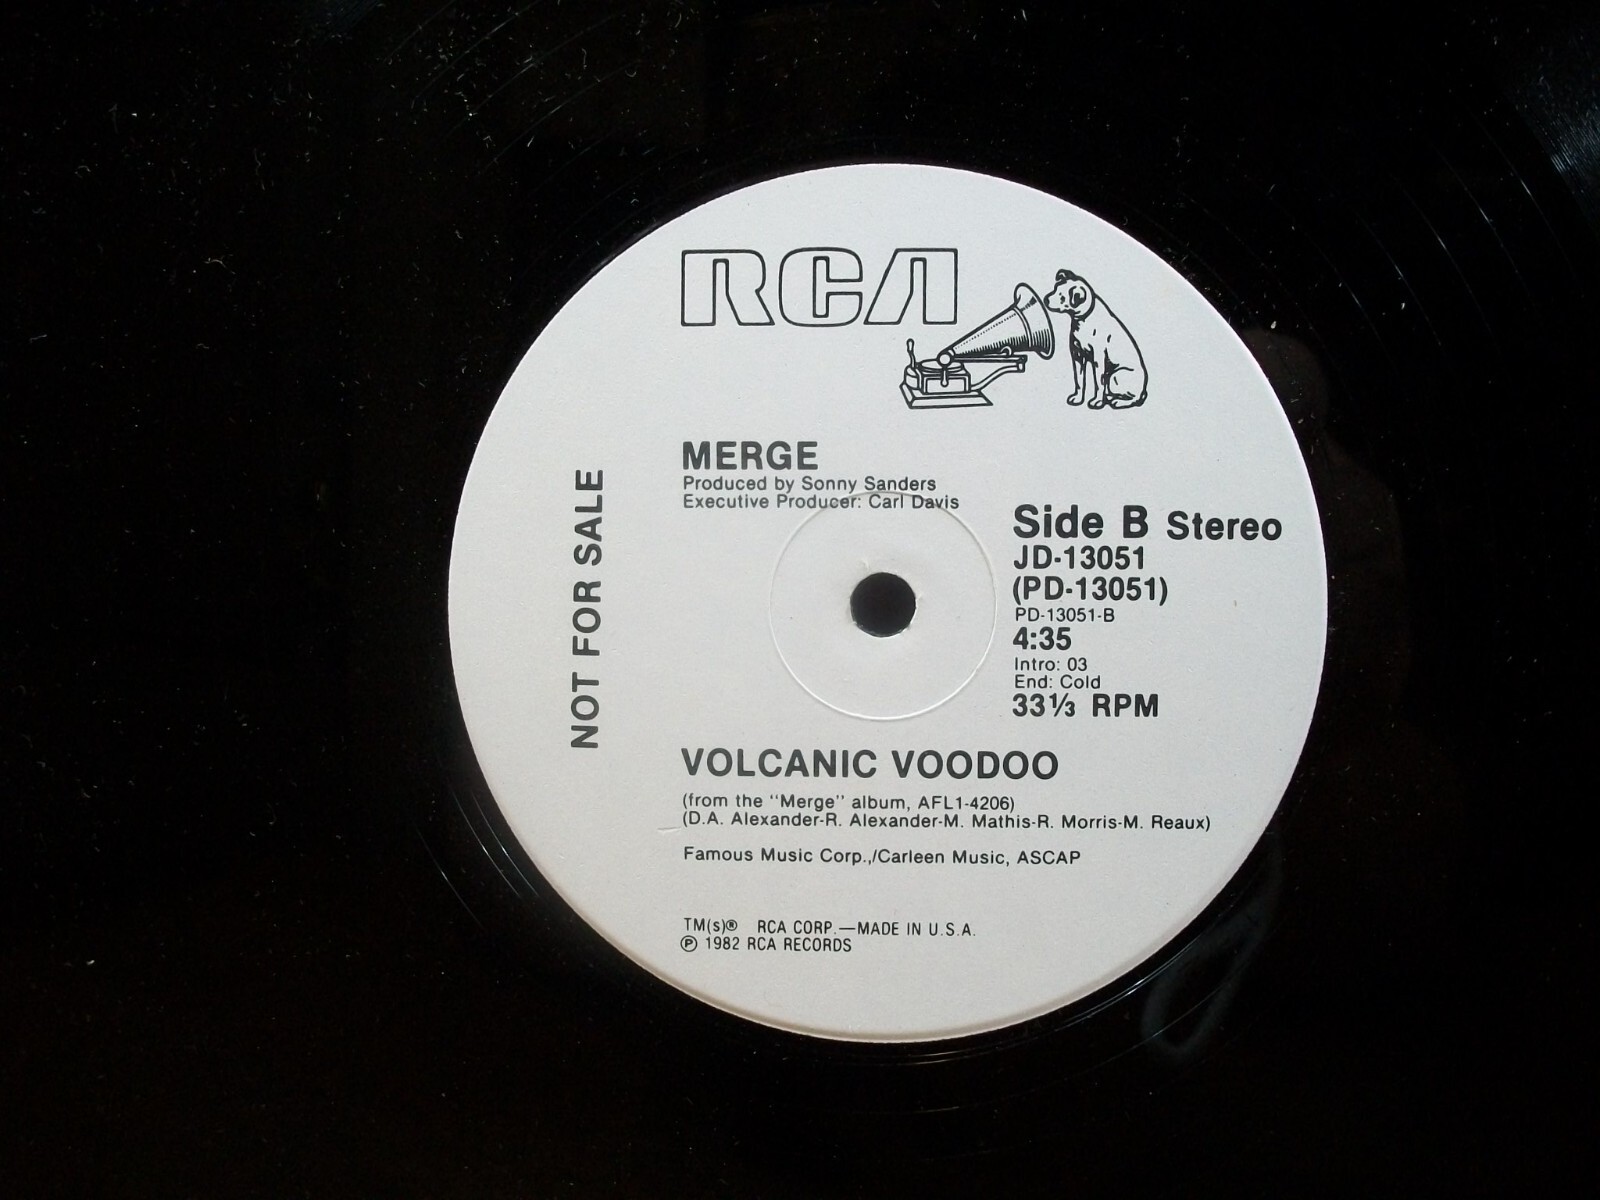 RCA
MERGE
Produced by Sonny Sanders
Executive Producer: Carl Davis
NOT FOR SALE
Side B Stereo
JD-13051
(PD-13051)
PD-13051-B
4:35
Intro: 03
End: Cold
33⅓ RPM
VOLCANIC VOODOO
(from the "Merge" album, AFL1-4206)
(D.A. Alexander-R. Alexander-M. Mathis-R. Morris-M. Reaux)
Famous Music Corp.,/Carleen Music, ASCAP
TM(s)® RCA CORP.—MADE IN U.S.A.
℗ 1982 RCA RECORDS